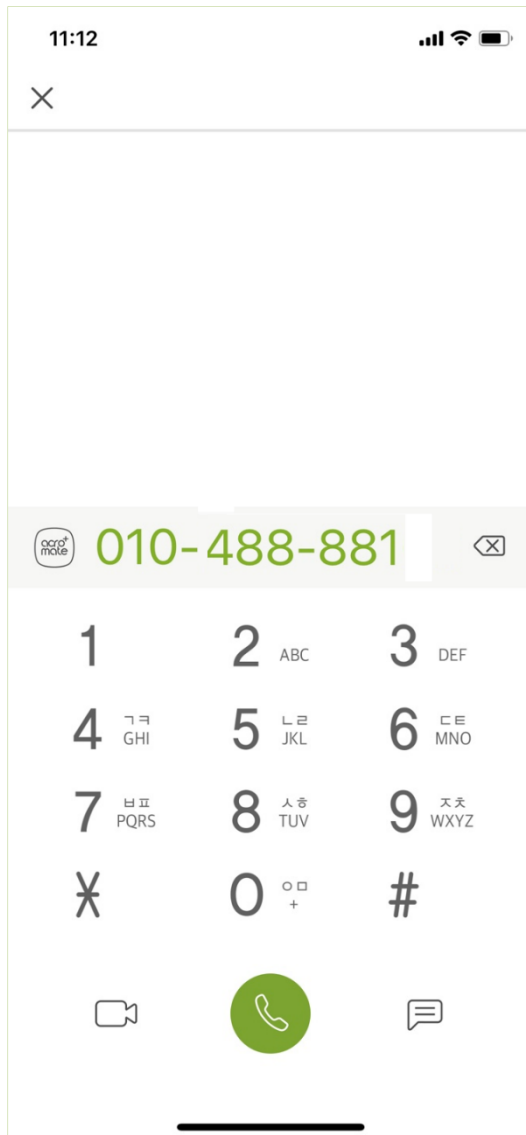 11:12
acro+
mate
010-488-881
1
2 ABC
3 DEF
4 ㄱㅋ
GHI
5 ㄴㄹ
JKL
6 ㄷㅌ
MNO
7 ㅂㅍ
PQRS
8 ㅅㅎ
TUV
9 ㅈㅊ
WXYZ
*
0 ㅇㅁ
+
#